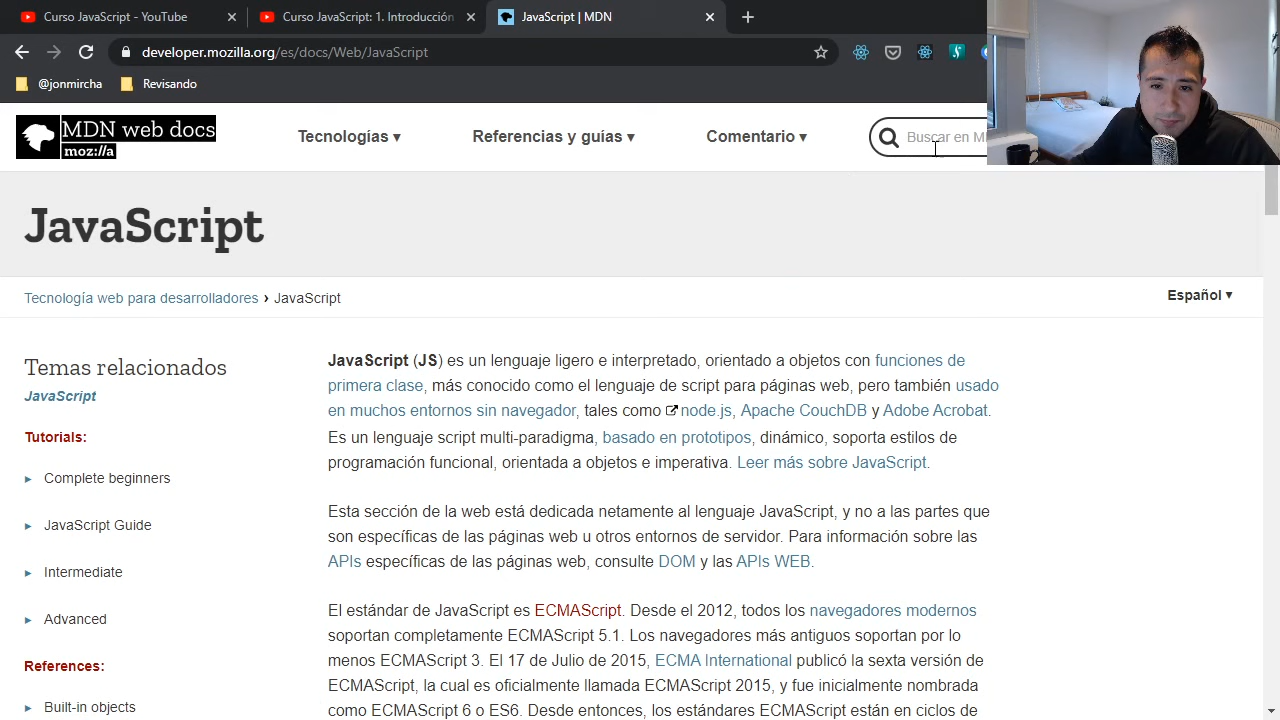 Curso JavaScript - YouTube
Curso JavaScript: 1. Introducción
JavaScript | MDN
developer.mozilla.org/es/docs/Web/JavaScript
@jonmircha
Revisando
MDN web docs
moz://a
Tecnologías ▾
Referencias y guías ▾
Comentario ▾
Buscar en M
JavaScript
Tecnología web para desarrolladores › JavaScript
Español ▾
Temas relacionados
JavaScript
Tutorials:
Complete beginners
JavaScript Guide
Intermediate
Advanced
References:
Built-in objects
JavaScript (JS) es un lenguaje ligero e interpretado, orientado a objetos con funciones de
primera clase, más conocido como el lenguaje de script para páginas web, pero también usado
en muchos entornos sin navegador, tales como node.js, Apache CouchDB y Adobe Acrobat.
Es un lenguaje script multi-paradigma, basado en prototipos, dinámico, soporta estilos de
programación funcional, orientada a objetos e imperativa. Leer más sobre JavaScript.
Esta sección de la web está dedicada netamente al lenguaje JavaScript, y no a las partes que
son específicas de las páginas web u otros entornos de servidor. Para información sobre las
APIs específicas de las páginas web, consulte DOM y las APIs WEB.
El estándar de JavaScript es ECMAScript. Desde el 2012, todos los navegadores modernos
soportan completamente ECMAScript 5.1. Los navegadores más antiguos soportan por lo
menos ECMAScript 3. El 17 de Julio de 2015, ECMA International publicó la sexta versión de
ECMAScript, la cual es oficialmente llamada ECMAScript 2015, y fue inicialmente nombrada
como ECMAScript 6 o ES6. Desde entonces, los estándares ECMAScript están en ciclos de